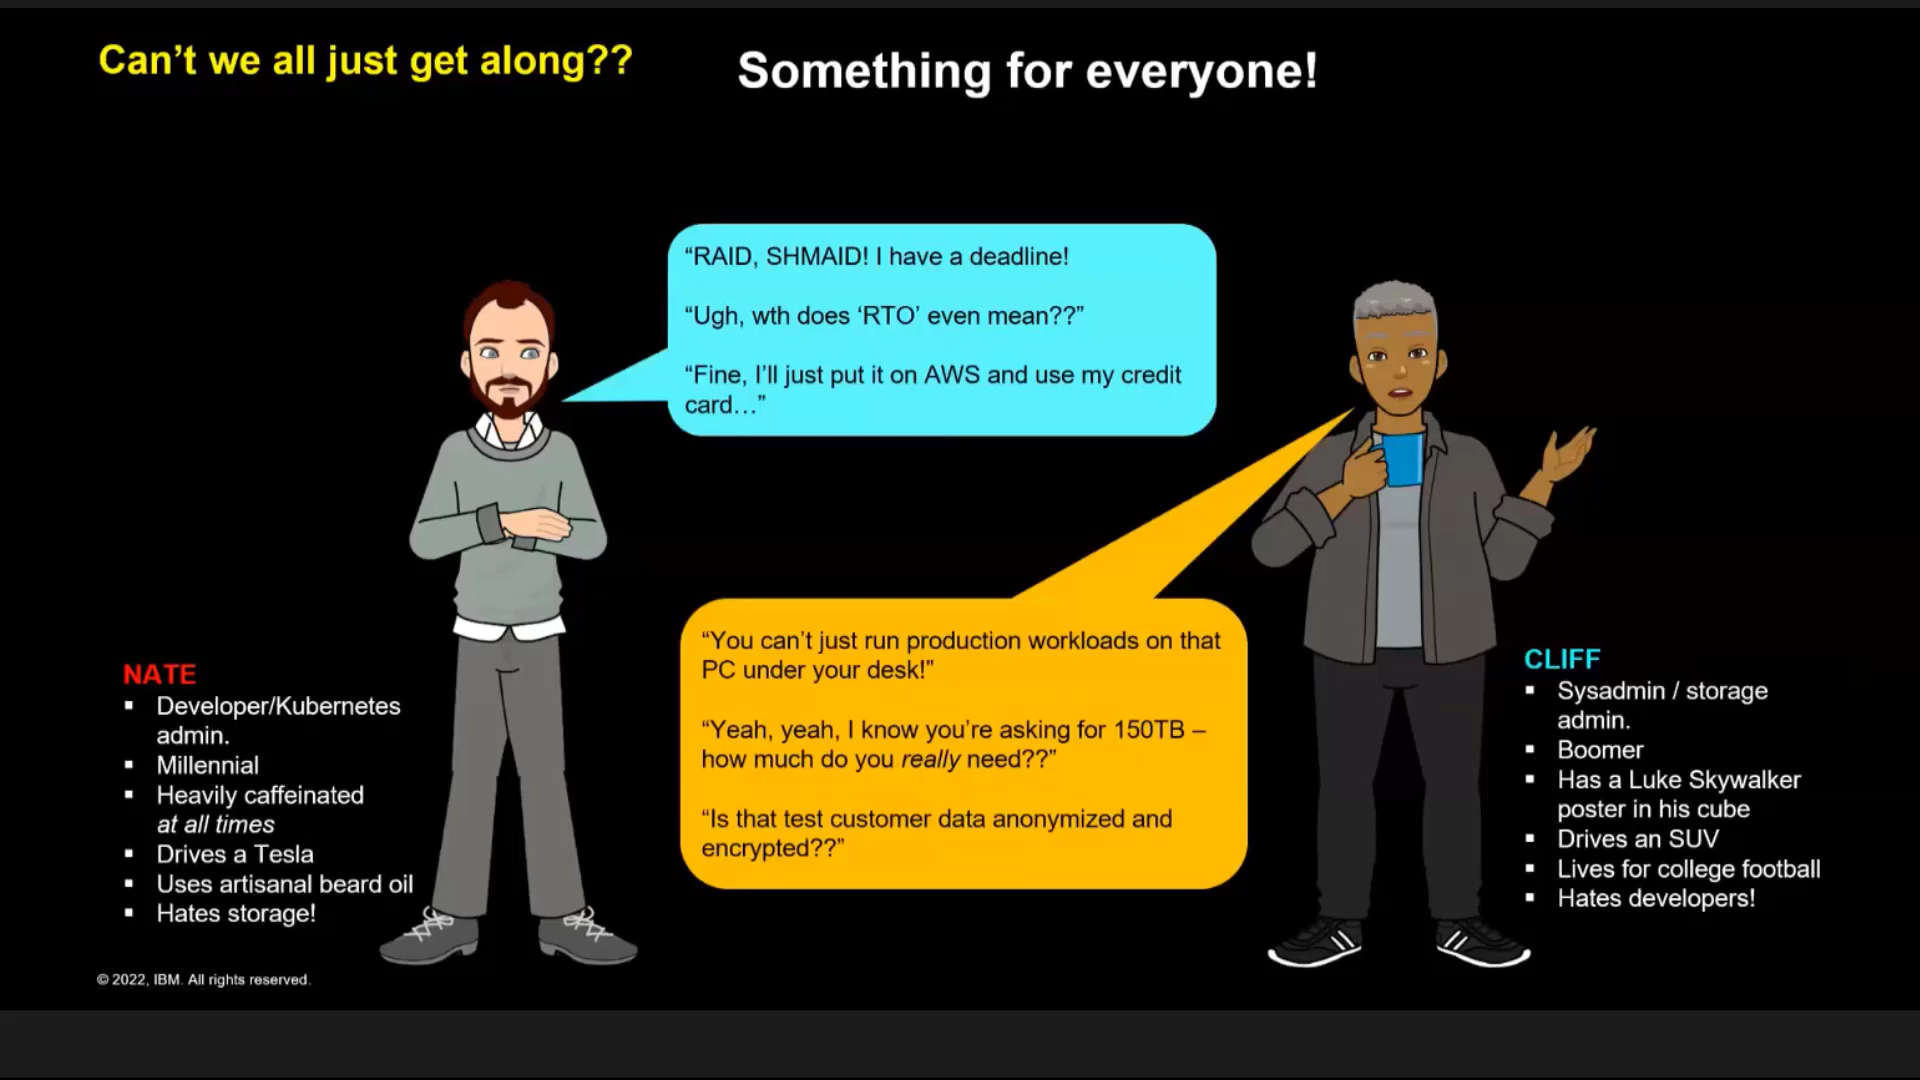 Can’t we all just get along??
Something for everyone!
“RAID, SHMAID! I have a deadline!
“Ugh, wth does ‘RTO’ even mean??”
“Fine, I’ll just put it on AWS and use my credit
card…”
“You can’t just run production workloads on that
PC under your desk!”
“Yeah, yeah, I know you’re asking for 150TB –
how much do you really need??”
“Is that test customer data anonymized and
encrypted??”
NATE
▪ Developer/Kubernetes
admin.
▪ Millennial
▪ Heavily caffeinated
at all times
▪ Drives a Tesla
▪ Uses artisanal beard oil
▪ Hates storage!
CLIFF
▪ Sysadmin / storage
admin.
▪ Boomer
▪ Has a Luke Skywalker
poster in his cube
▪ Drives an SUV
▪ Lives for college football
▪ Hates developers!
© 2022, IBM. All rights reserved.